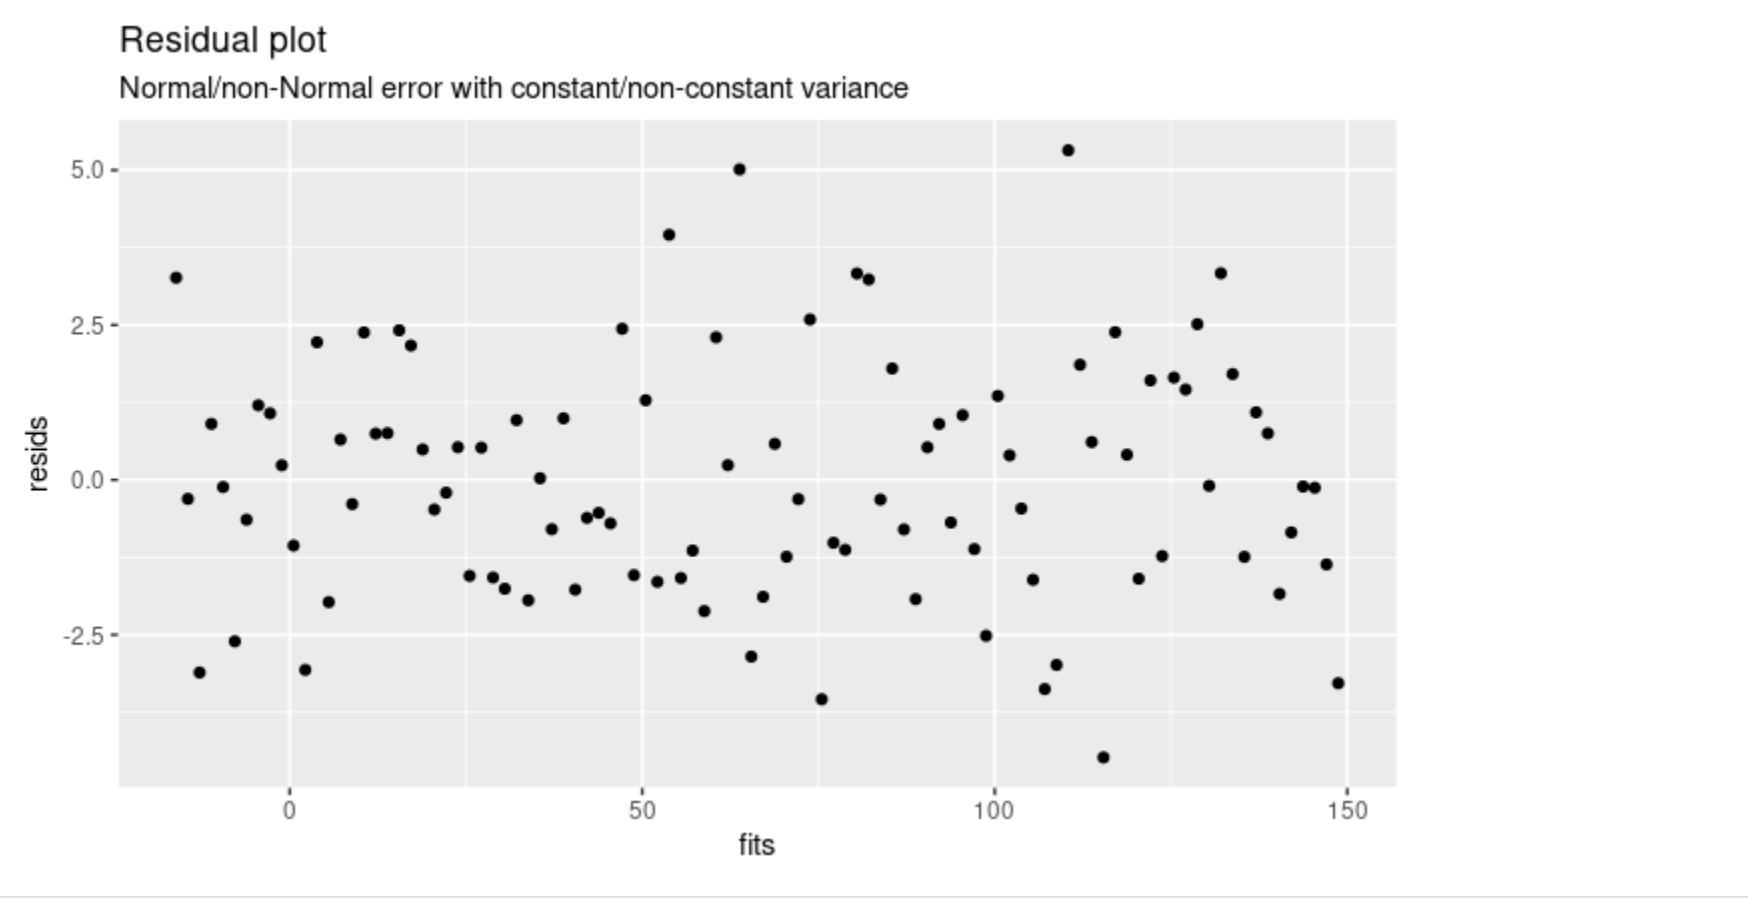 Residual plot
Normal/non-Normal error with constant/non-constant variance
5.0
2.5
0.0
-2.5
resids
0 50 100 150
fits